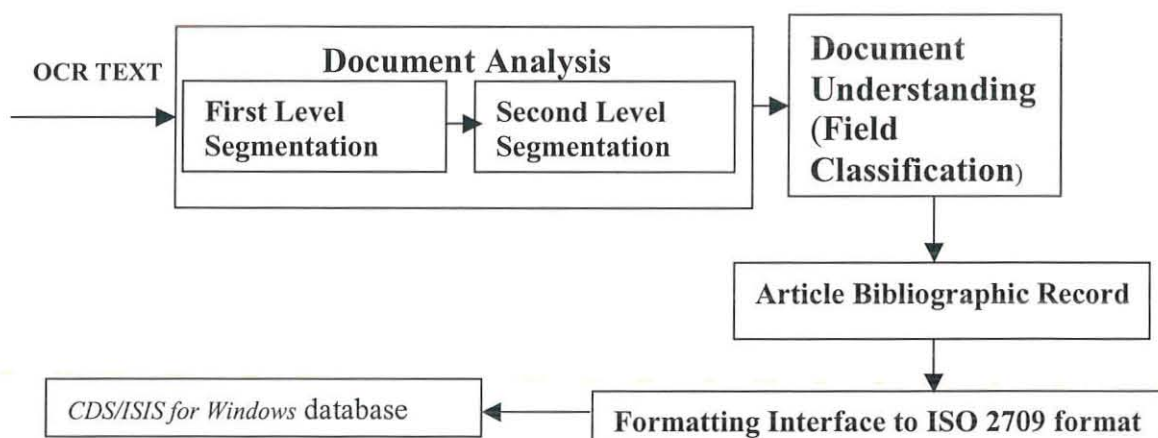 OCR TEXT
Document Analysis
First Level
Segmentation
Second Level
Segmentation
Document
Understanding
(Field
Classification)
Article Bibliographic Record
Formatting Interface to ISO 2709 format
CDS/ISIS for Windows database